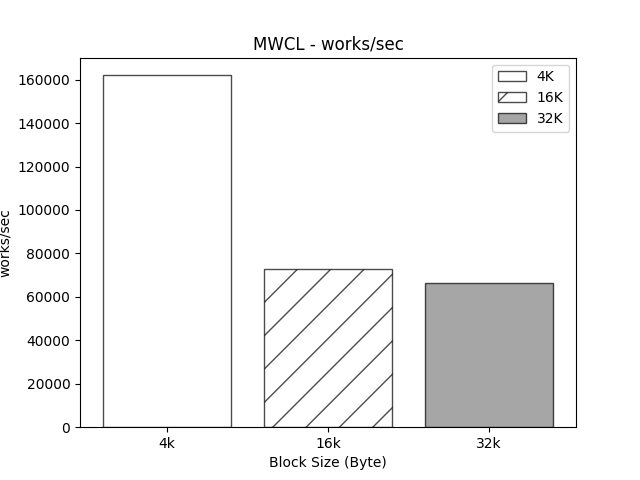 MWCL - works/sec
4K
16K
32K
works/sec
160000
140000
120000
100000
80000
60000
40000
20000
0
4k 16k 32k
Block Size (Byte)